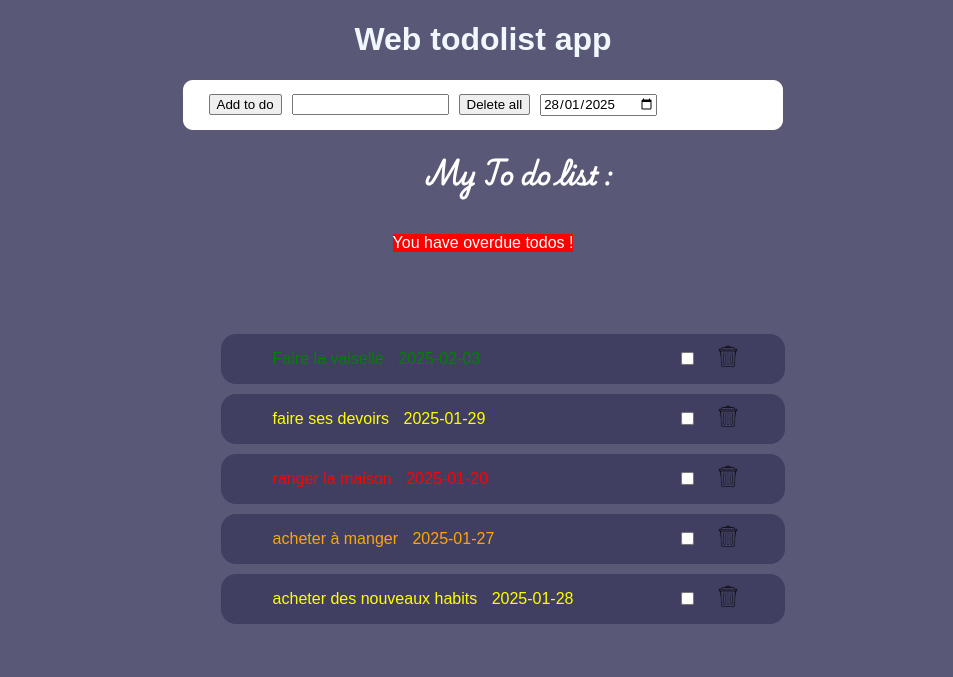 Web todolist app
Add to do Delete all 28/01/2025
My To do list :
You have overdue todos !
Faire la vaiselle 2025-02-03
faire ses devoirs 2025-01-29
ranger la maison 2025-01-20
acheter à manger 2025-01-27
acheter des nouveaux habits 2025-01-28